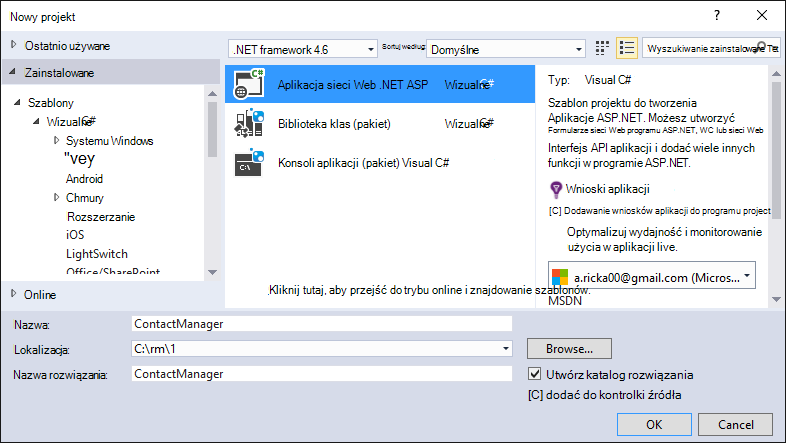 Nowy projekt
? ×
Ostatnio używane
.NET framework 4.6
Sortuj według
Domyślne
Wyszukiwanie zainstalowane Te
Zainstalowane
Szablony
Wizualne C#
Systemu Windows
"vey
Android
Chmury
Rozszerzanie
iOS
LightSwitch
Office/SharePoint
Online
Aplikacja sieci Web .NET ASP Wizualne C#
Biblioteka klas (pakiet) Wizualne C#
Konsoli aplikacji (pakiet) Visual C#
Kliknij tutaj, aby przejść do trybu online i znajdowanie szablonów.
Typ: Visual C#
Szablon projektu do tworzenia
Aplikacje ASP.NET. Możesz utworzyć
Formularze sieci Web programu ASP.NET, WC lub sieci Web
Interfejs API aplikacji i dodać wiele innych
funkcji w programie ASP.NET.
Wnioski aplikacji
[C] Dodawanie wniosków aplikacji do programu project
Optymalizuj wydajność i monitorowanie
użycia w aplikacji live.
a.ricka00@gmail.com (Micros...
MSDN
Nazwa: ContactManager
Lokalizacja: C:\rm\1
Browse...
Nazwa rozwiązania: ContactManager
Utwórz katalog rozwiązania
[C] dodać do kontrolki źródła
OK Cancel